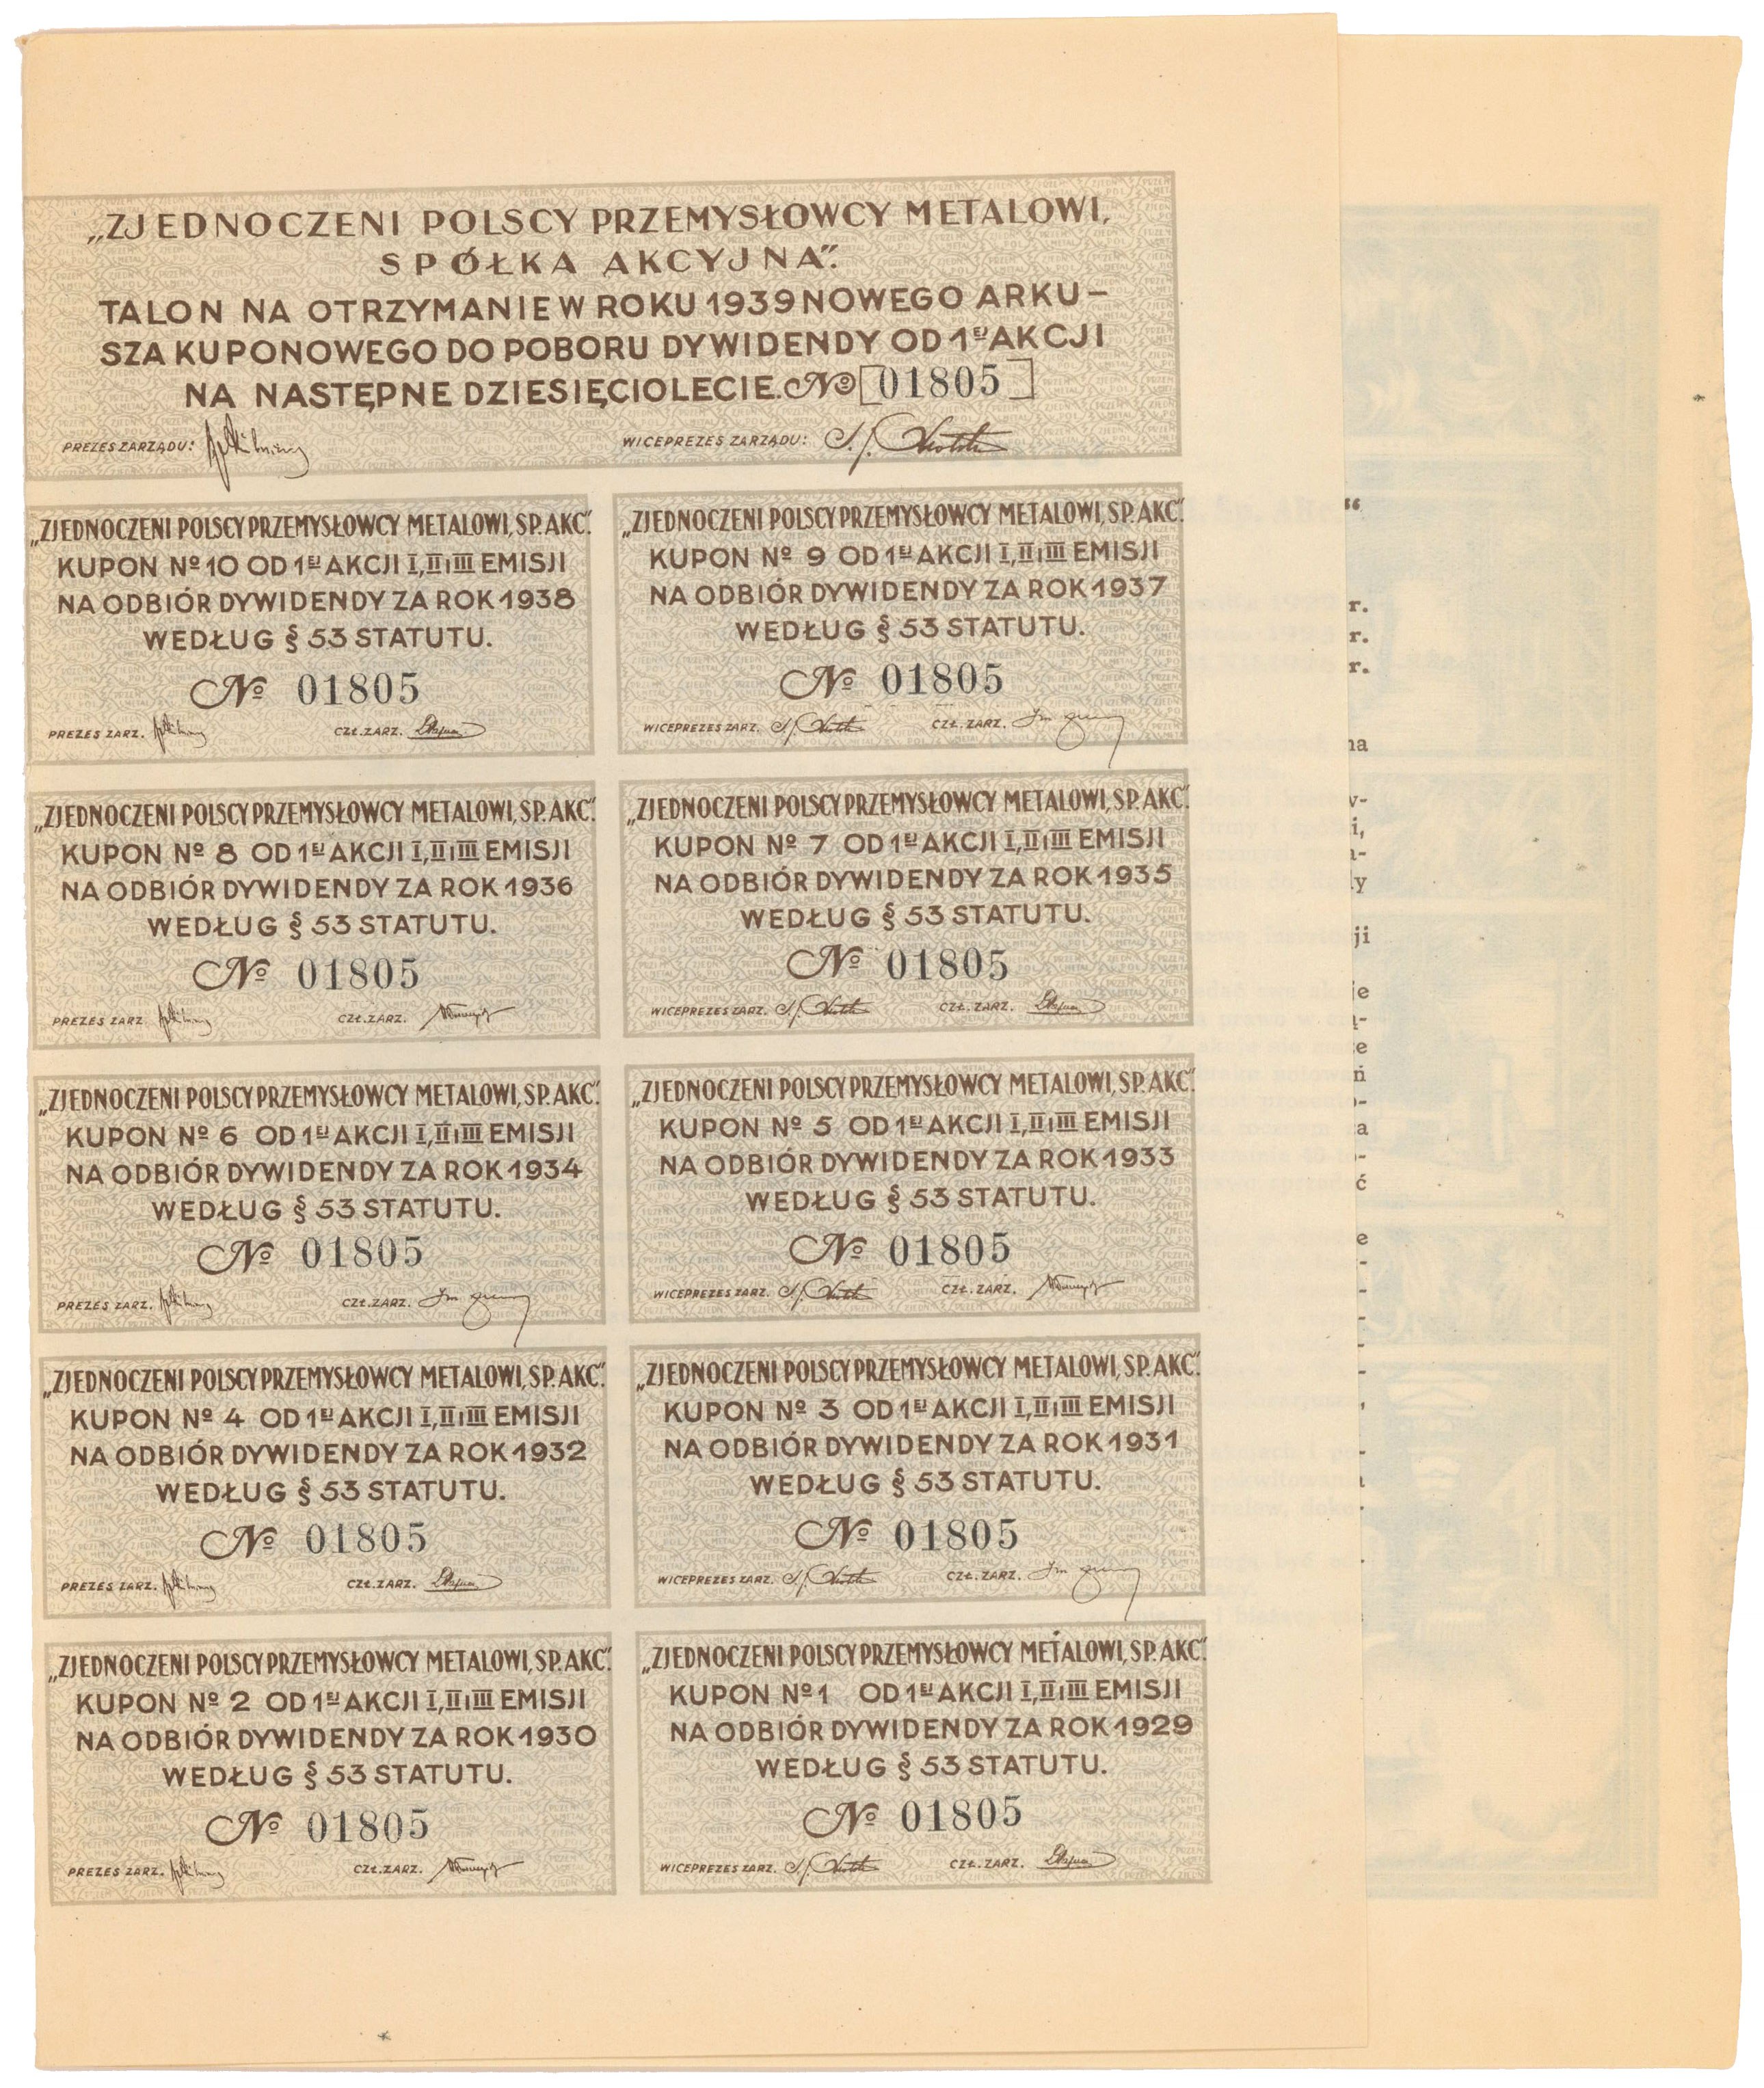 „ZJEDNOCZENI POLSCY PRZEMYSŁOWCY METALOWI,
SPÓŁKA AKCYJNA”.
TALON NA OTRZYMANIE W ROKU 1939 NOWEGO ARKU–
SZA KUPONOWEGO DO POBORU DYWIDENDY OD 1EJ AKCJI
NA NASTĘPNE DZIESIĘCIOLECIE. № 01805
PREZES ZARZĄDU: WICEPREZES ZARZĄDU:
„ZJEDNOCZENI POLSCY PRZEMYSŁOWCY METALOWI, SP. AKC”.
KUPON № 10 OD 1EJ AKCJI I, II i III EMISJI
NA ODBIÓR DYWIDENDY ZA ROK 1938
WEDŁUG § 53 STATUTU.
№ 01805
PREZES ZARZ. CZŁ. ZARZ.
„ZJEDNOCZENI POLSCY PRZEMYSŁOWCY METALOWI, SP. AKC”.
KUPON № 9 OD 1EJ AKCJI I, II i III EMISJI
NA ODBIÓR DYWIDENDY ZA ROK 1937
WEDŁUG § 53 STATUTU.
№ 01805
WICEPREZES ZARZ. CZŁ. ZARZ.
„ZJEDNOCZENI POLSCY PRZEMYSŁOWCY METALOWI, SP. AKC”.
KUPON № 8 OD 1EJ AKCJI I, II i III EMISJI
NA ODBIÓR DYWIDENDY ZA ROK 1936
WEDŁUG § 53 STATUTU.
№ 01805
PREZES ZARZ. CZŁ. ZARZ.
„ZJEDNOCZENI POLSCY PRZEMYSŁOWCY METALOWI, SP. AKC”.
KUPON № 7 OD 1EJ AKCJI I, II i III EMISJI
NA ODBIÓR DYWIDENDY ZA ROK 1935
WEDŁUG § 53 STATUTU.
№ 01805
WICEPREZES ZARZ. CZŁ. ZARZ.
„ZJEDNOCZENI POLSCY PRZEMYSŁOWCY METALOWI, SP. AKC”.
KUPON № 6 OD 1EJ AKCJI I, II i III EMISJI
NA ODBIÓR DYWIDENDY ZA ROK 1934
WEDŁUG § 53 STATUTU.
№ 01805
PREZES ZARZ. CZŁ. ZARZ.
„ZJEDNOCZENI POLSCY PRZEMYSŁOWCY METALOWI, SP. AKC”.
KUPON № 5 OD 1EJ AKCJI I, II i III EMISJI
NA ODBIÓR DYWIDENDY ZA ROK 1933
WEDŁUG § 53 STATUTU.
№ 01805
WICEPREZES ZARZ. CZŁ. ZARZ.
„ZJEDNOCZENI POLSCY PRZEMYSŁOWCY METALOWI, SP. AKC”.
KUPON № 4 OD 1EJ AKCJI I, II i III EMISJI
NA ODBIÓR DYWIDENDY ZA ROK 1932
WEDŁUG § 53 STATUTU.
№ 01805
PREZES ZARZ. CZŁ. ZARZ.
„ZJEDNOCZENI POLSCY PRZEMYSŁOWCY METALOWI, SP. AKC”.
KUPON № 3 OD 1EJ AKCJI I, II i III EMISJI
NA ODBIÓR DYWIDENDY ZA ROK 1931
WEDŁUG § 53 STATUTU.
№ 01805
WICEPREZES ZARZ. CZŁ. ZARZ.
„ZJEDNOCZENI POLSCY PRZEMYSŁOWCY METALOWI, SP. AKC”.
KUPON № 2 OD 1EJ AKCJI I, II i III EMISJI
NA ODBIÓR DYWIDENDY ZA ROK 1930
WEDŁUG § 53 STATUTU.
№ 01805
PREZES ZARZ. CZŁ. ZARZ.
„ZJEDNOCZENI POLSCY PRZEMYSŁOWCY METALOWI, SP. AKC”.
KUPON № 1 OD 1EJ AKCJI I, II i III EMISJI
NA ODBIÓR DYWIDENDY ZA ROK 1929
WEDŁUG § 53 STATUTU.
№ 01805
WICEPREZES ZARZ. CZŁ. ZARZ.